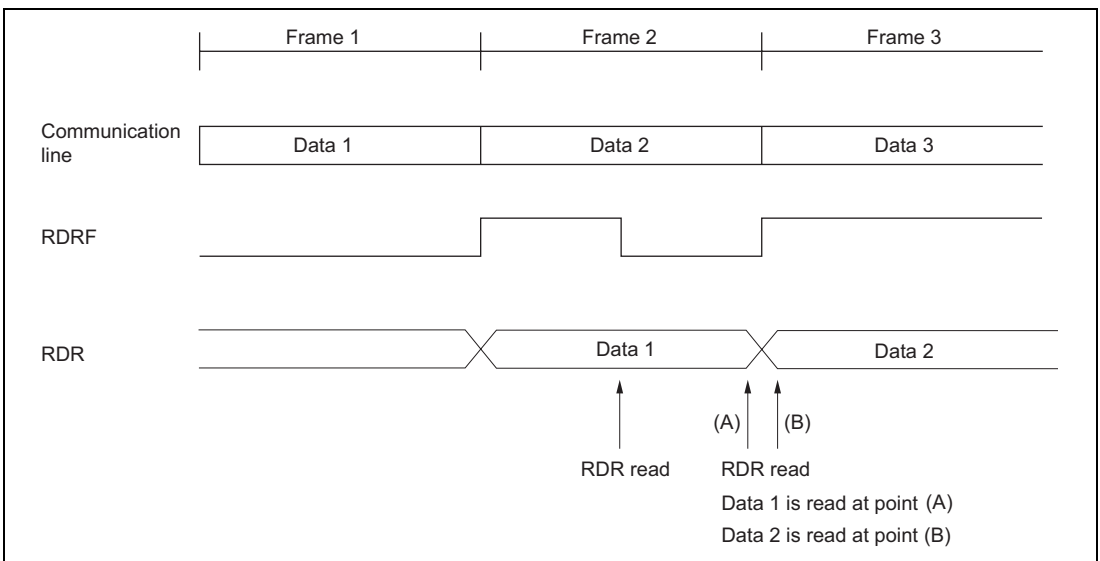 Frame 1 Frame 2 Frame 3
Communication
line
Data 1 Data 2 Data 3
RDRF
RDR
Data 1 Data 2
(A) (B)
RDR read RDR read
Data 1 is read at point (A)
Data 2 is read at point (B)